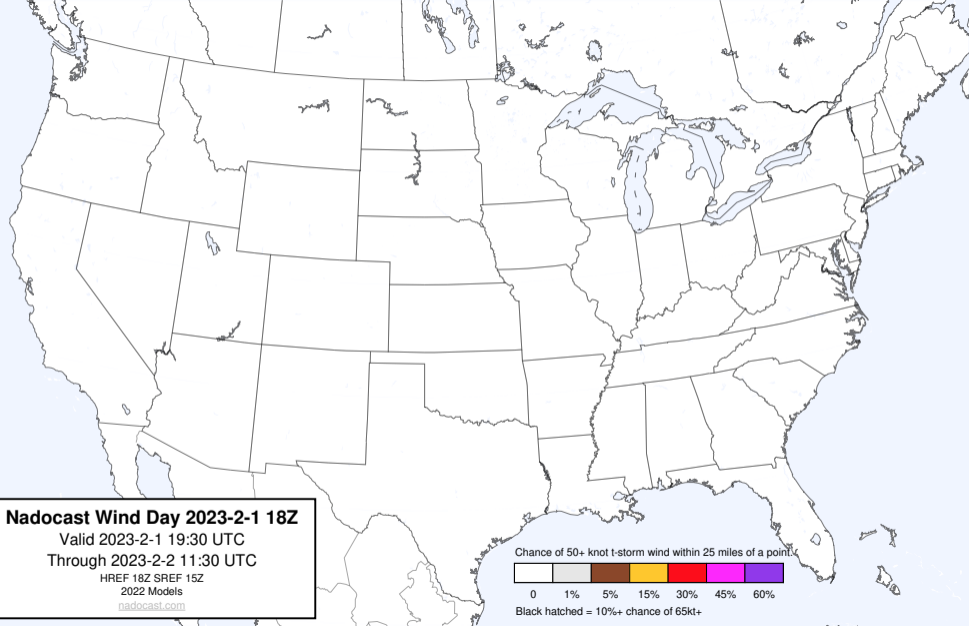 Nadocast Wind Day 2023-2-1 18Z
Valid 2023-2-1 19:30 UTC
Through 2023-2-2 11:30 UTC
HREF 18Z SREF 15Z
2022 Models
nadocast.com
Chance of 50+ knot t-storm wind within 25 miles of a point.
0 1% 5% 15% 30% 45% 60%
Black hatched = 10%+ chance of 65kt+